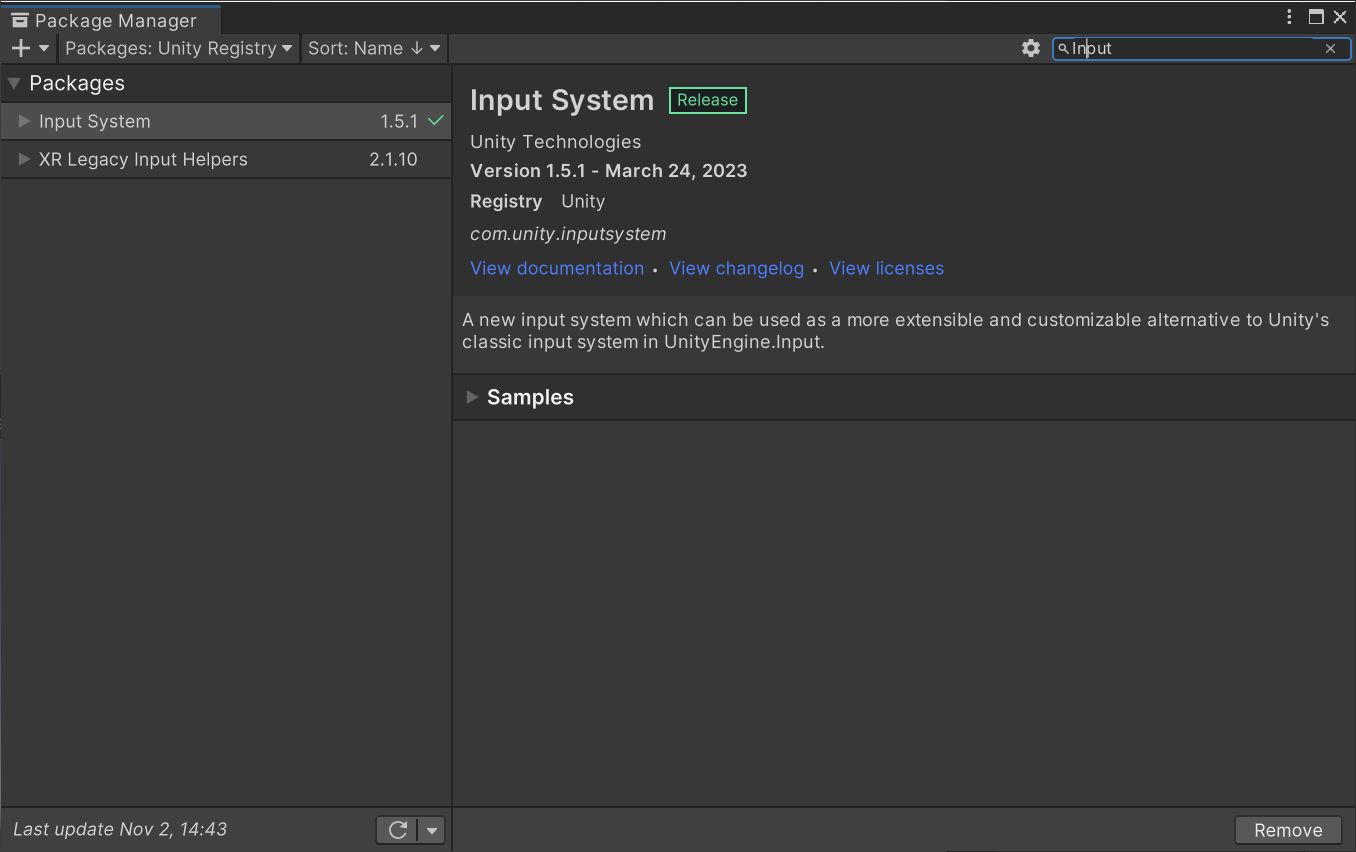 Package Manager
Packages: Unity Registry Sort: Name ↓ Input
Packages
Input System 1.5.1
XR Legacy Input Helpers 2.1.10
Last update Nov 2, 14:43
Input System Release
Unity Technologies
Version 1.5.1 - March 24, 2023
Registry Unity
com.unity.inputsystem
View documentation • View changelog • View licenses
A new input system which can be used as a more extensible and customizable alternative to Unity's
classic input system in UnityEngine.Input.
Samples
Remove